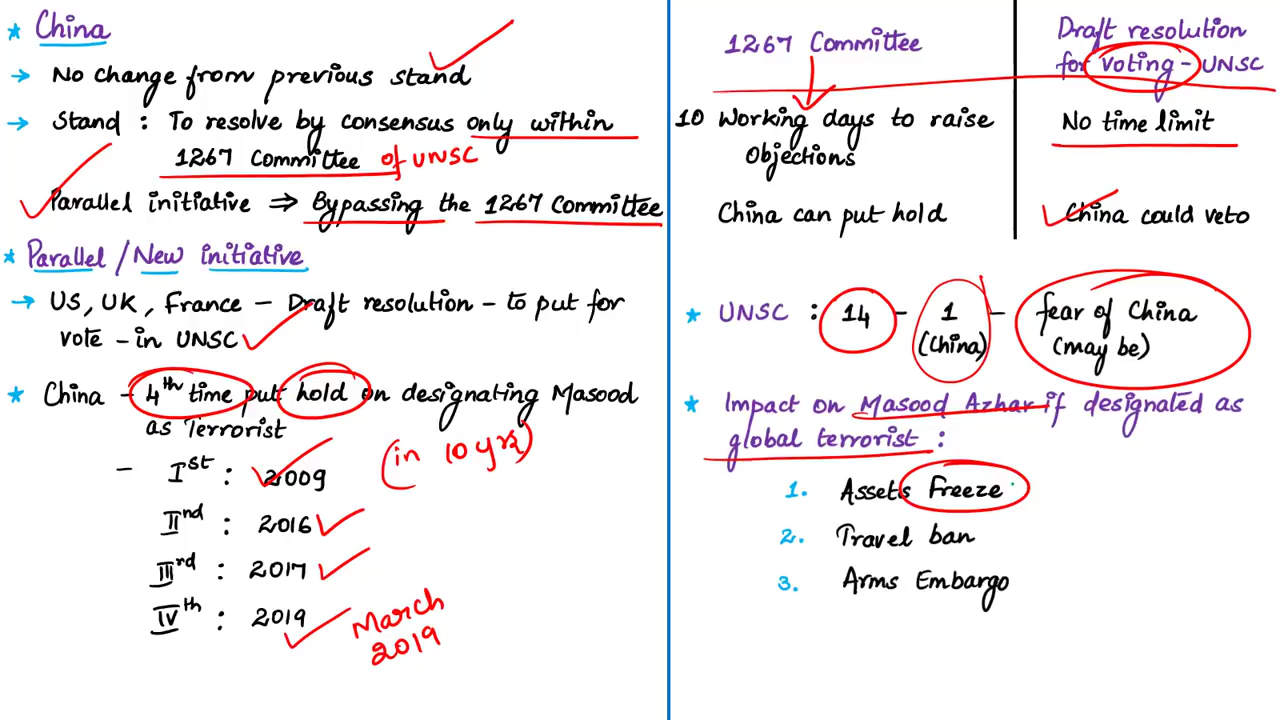 * China
→ No change from previous stand
→ Stand : To resolve by consensus only within
1267 Committee of UNSC
Parallel initiative ⇒ Bypassing the 1267 Committee
* Parallel / New initiative
→ US, UK, France – Draft resolution – to put for
vote – in UNSC
* China – 4th time put hold on designating Masood
as Terrorist
(in 10 yrs)
– Ist : 2009
IInd : 2016
IIIrd : 2017
IVth : 2019
March
2019
1267 Committee
Draft resolution
for voting – UNSC
10 Working days to raise
Objections
No time limit
China can put hold
China could veto
* UNSC : 14 – 1 – fear of China
(China) (may be)
* Impact on Masood Azhar if designated as
global terrorist :
1. Assets Freeze
2. Travel ban
3. Arms Embargo